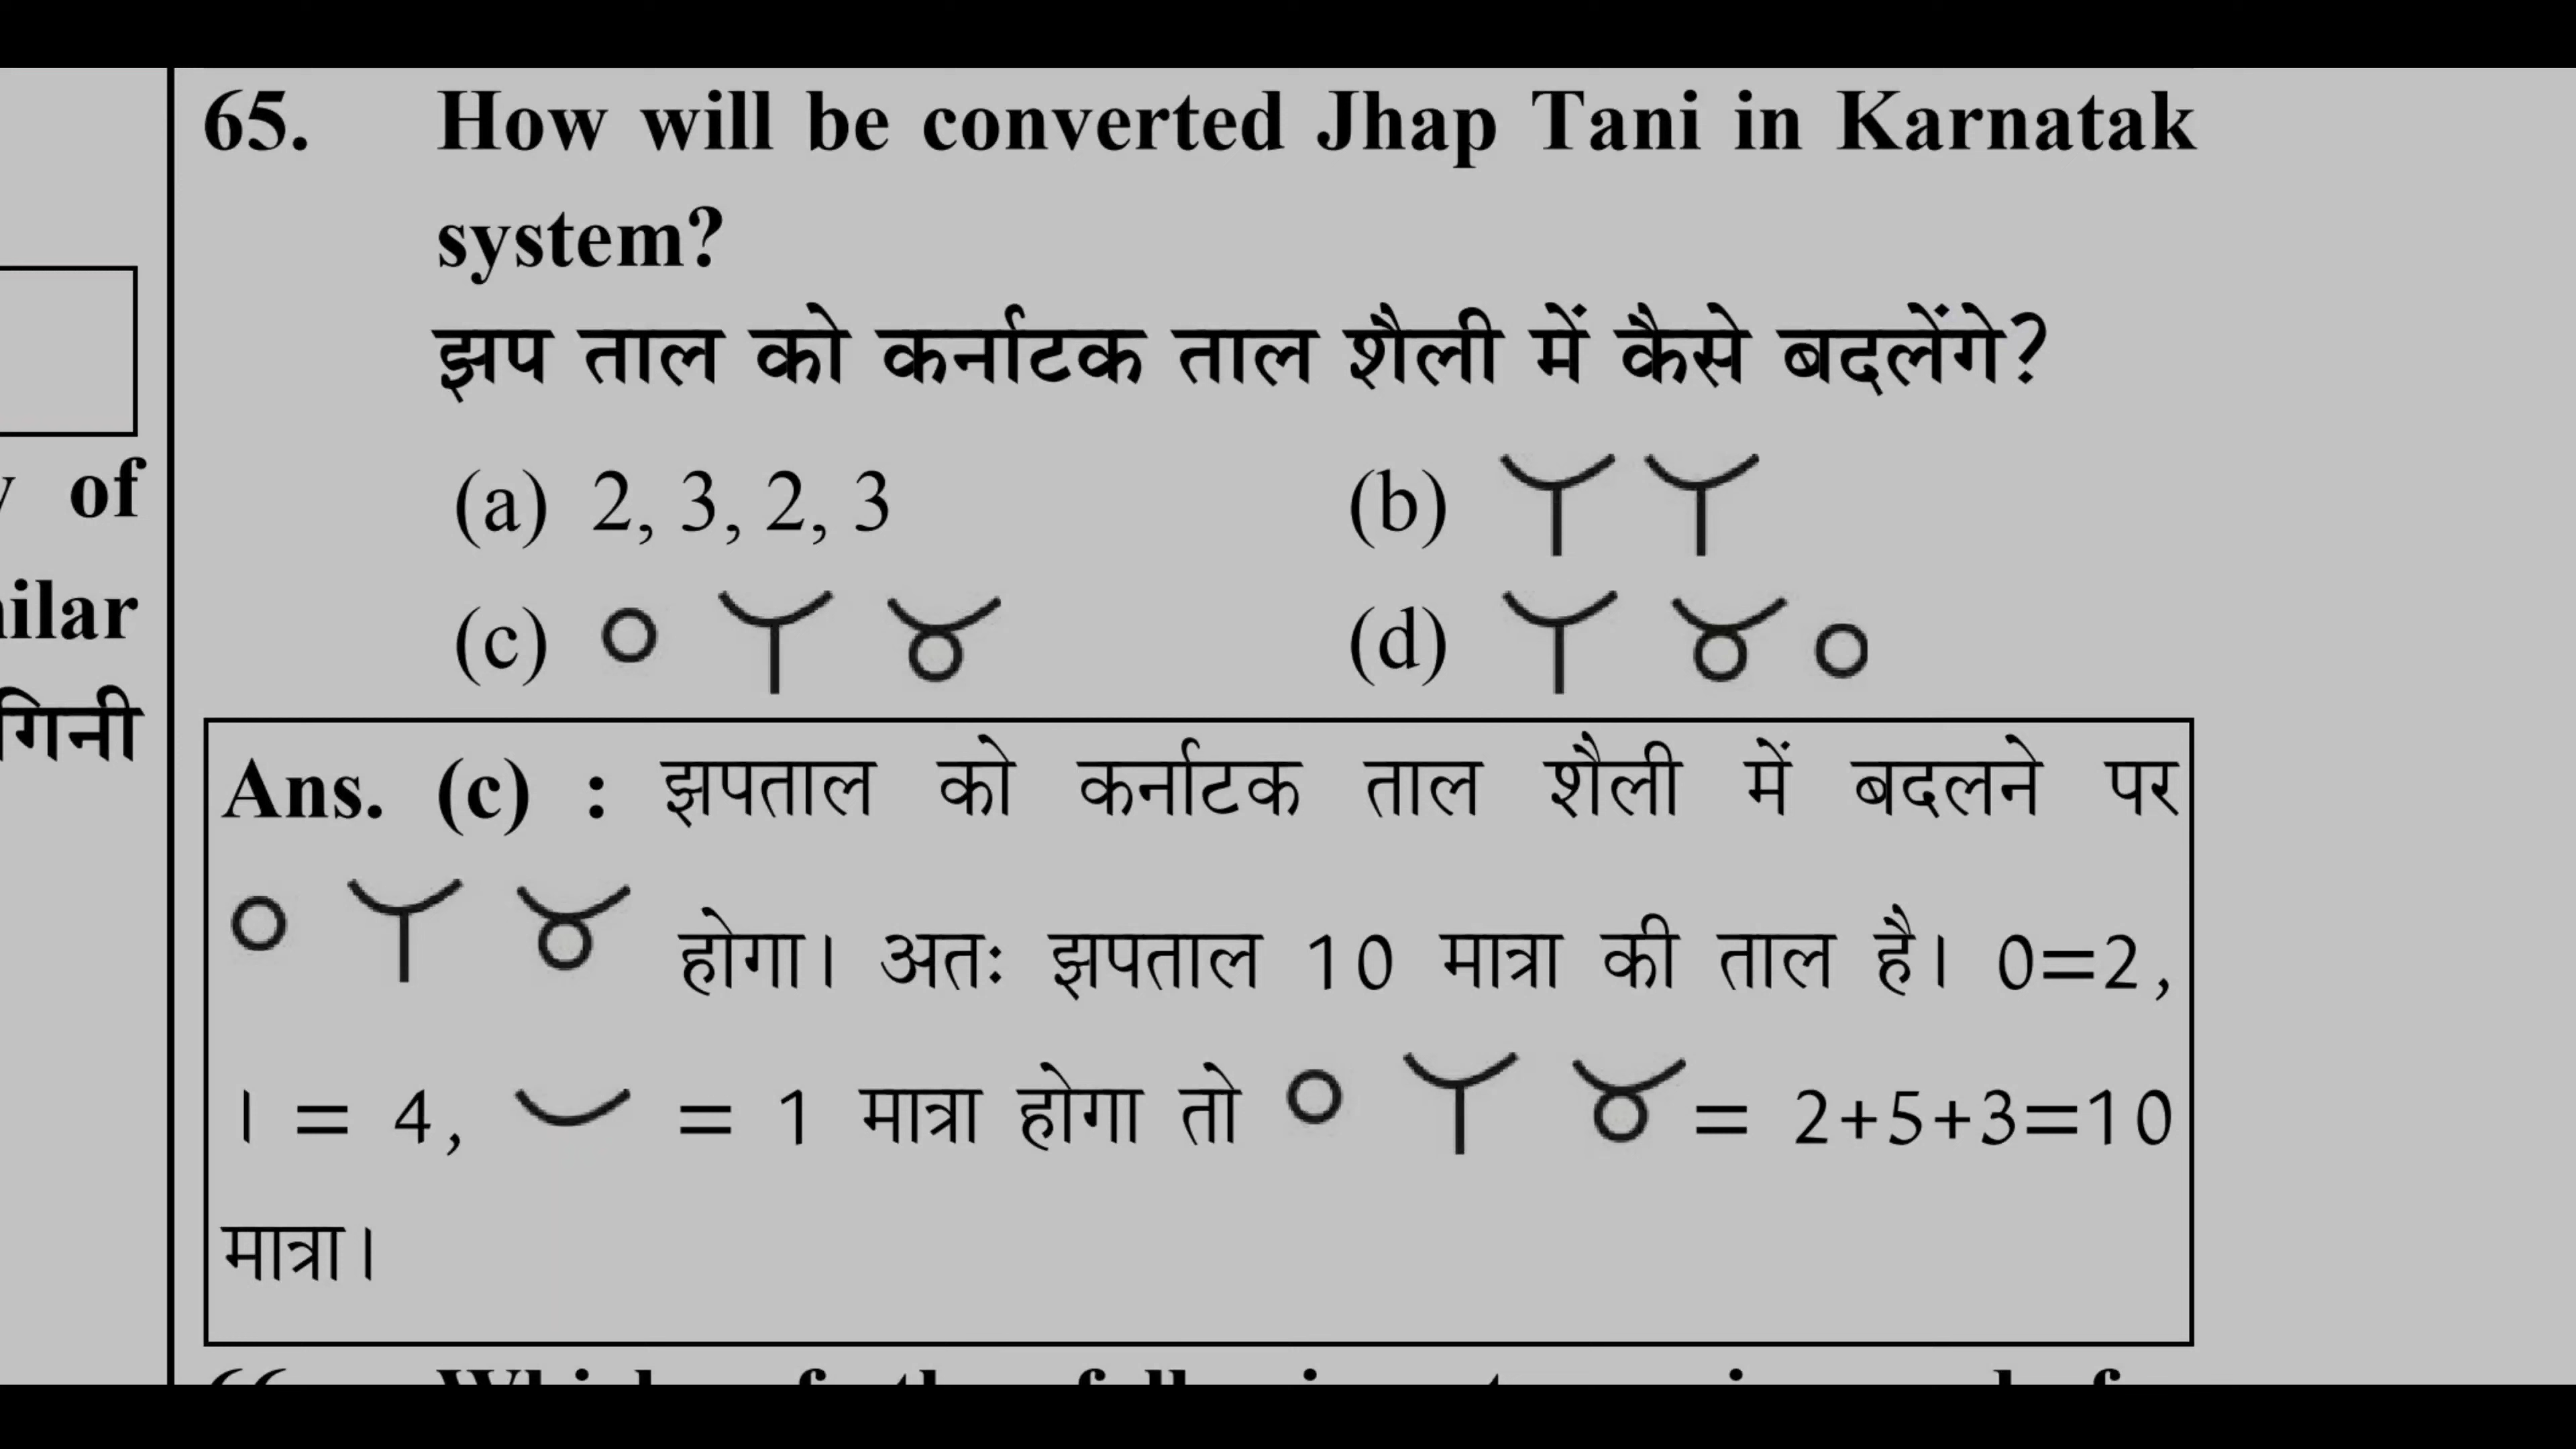 65. How will be converted Jhap Tani in Karnatak
system?
झप ताल को कर्नाटक ताल शैली में कैसे बदलेंगे?
(a) 2, 3, 2, 3 (b)
(c) (d)
of
गिनी
Ans. (c) : झपताल को कर्नाटक ताल शैली में बदलने पर
होगा। अतः झपताल 10 मात्रा की ताल है। 0=2,
। = 4, ‿ = 1 मात्रा होगा तो = 2+5+3=10
मात्रा।